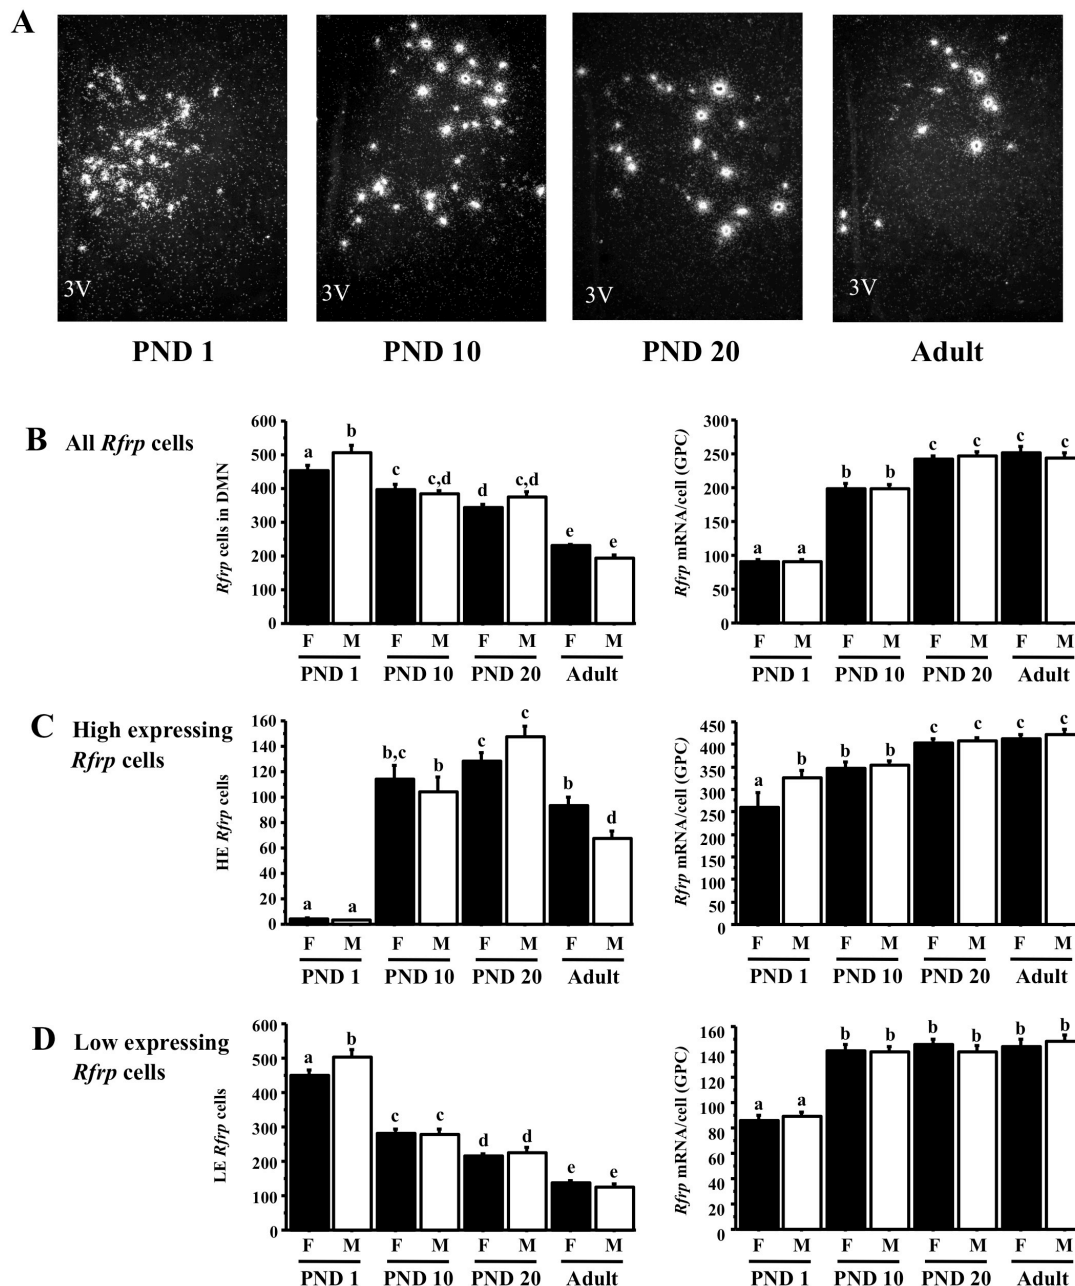 A
3V 3V 3V 3V
PND 1 PND 10 PND 20 Adult
B All Rfrp cells
Rfrp cells in DMN
600
500
400
300
200
100
0
a b c c,d d c,d e e
F M F M F M F M
PND 1 PND 10 PND 20 Adult
Rfrp mRNA/cell (GPC)
300
250
200
150
100
50
0
a a b b c c c c
F M F M F M F M
PND 1 PND 10 PND 20 Adult
C High expressing
Rfrp cells
HE Rfrp cells
160
140
120
100
80
60
40
20
0
a a b,c b c c b d
F M F M F M F M
PND 1 PND 10 PND 20 Adult
Rfrp mRNA/cell (GPC)
450
400
350
300
250
250
150
100
50
0
a b b b c c c c
F M F M F M F M
PND 1 PND 10 PND 20 Adult
D Low expressing
Rfrp cells
LE Rfrp cells
600
500
400
300
200
100
0
a b c c d d e e
F M F M F M F M
PND 1 PND 10 PND 20 Adult
Rfrp mRNA/cell (GPC)
160
140
120
100
80
60
40
20
0
a a b b b b b b
F M F M F M F M
PND 1 PND 10 PND 20 Adult